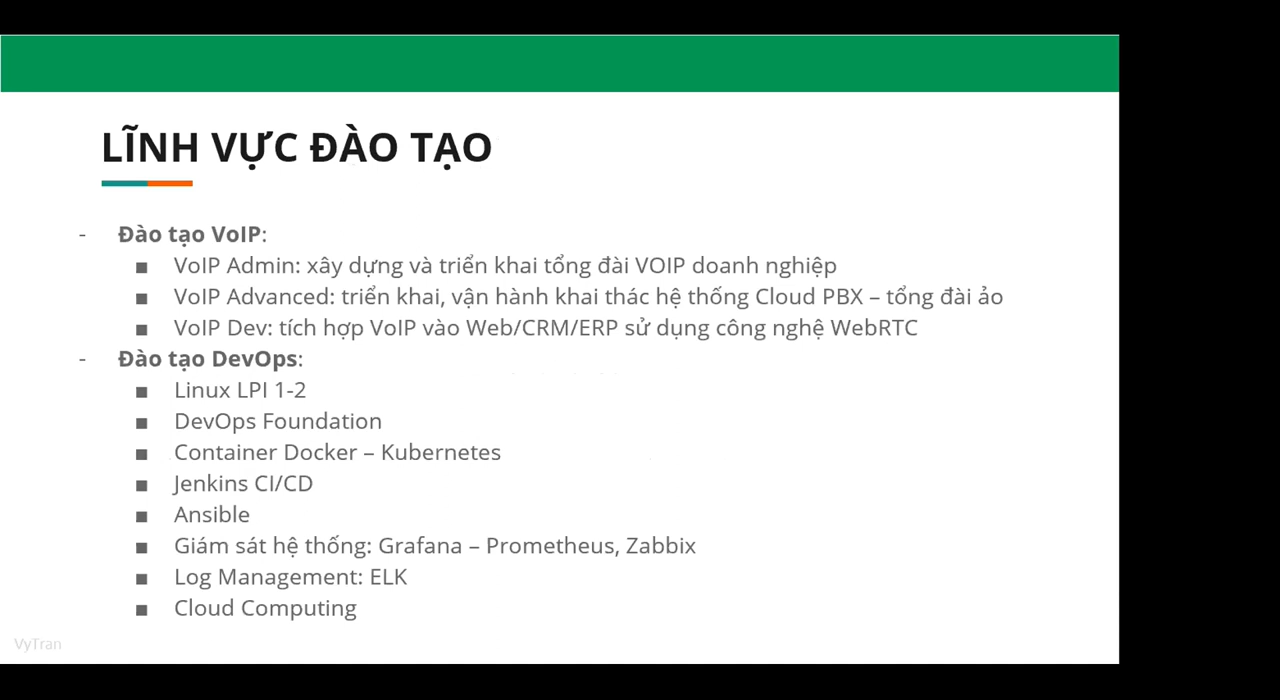 LĨNH VỰC ĐÀO TẠO
- Đào tạo VoIP:
■ VoIP Admin: xây dựng và triển khai tổng đài VOIP doanh nghiệp
■ VoIP Advanced: triển khai, vận hành khai thác hệ thống Cloud PBX – tổng đài ảo
■ VoIP Dev: tích hợp VoIP vào Web/CRM/ERP sử dụng công nghệ WebRTC
- Đào tạo DevOps:
■ Linux LPI 1-2
■ DevOps Foundation
■ Container Docker – Kubernetes
■ Jenkins CI/CD
■ Ansible
■ Giám sát hệ thống: Grafana – Prometheus, Zabbix
■ Log Management: ELK
■ Cloud Computing
VyTran